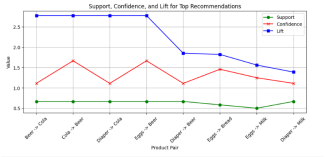 Support, Confidence, and Lift for Top Recommendations
Support
Confidence
Lift
Value
2.5
2.0
1.5
1.0
0.5
Beer -> Cola
Cola -> Beer
Diaper -> Cola
Eggs -> Beer
Diaper -> Beer
Eggs -> Bread
Eggs -> Milk
Diaper -> Milk
Product Pair